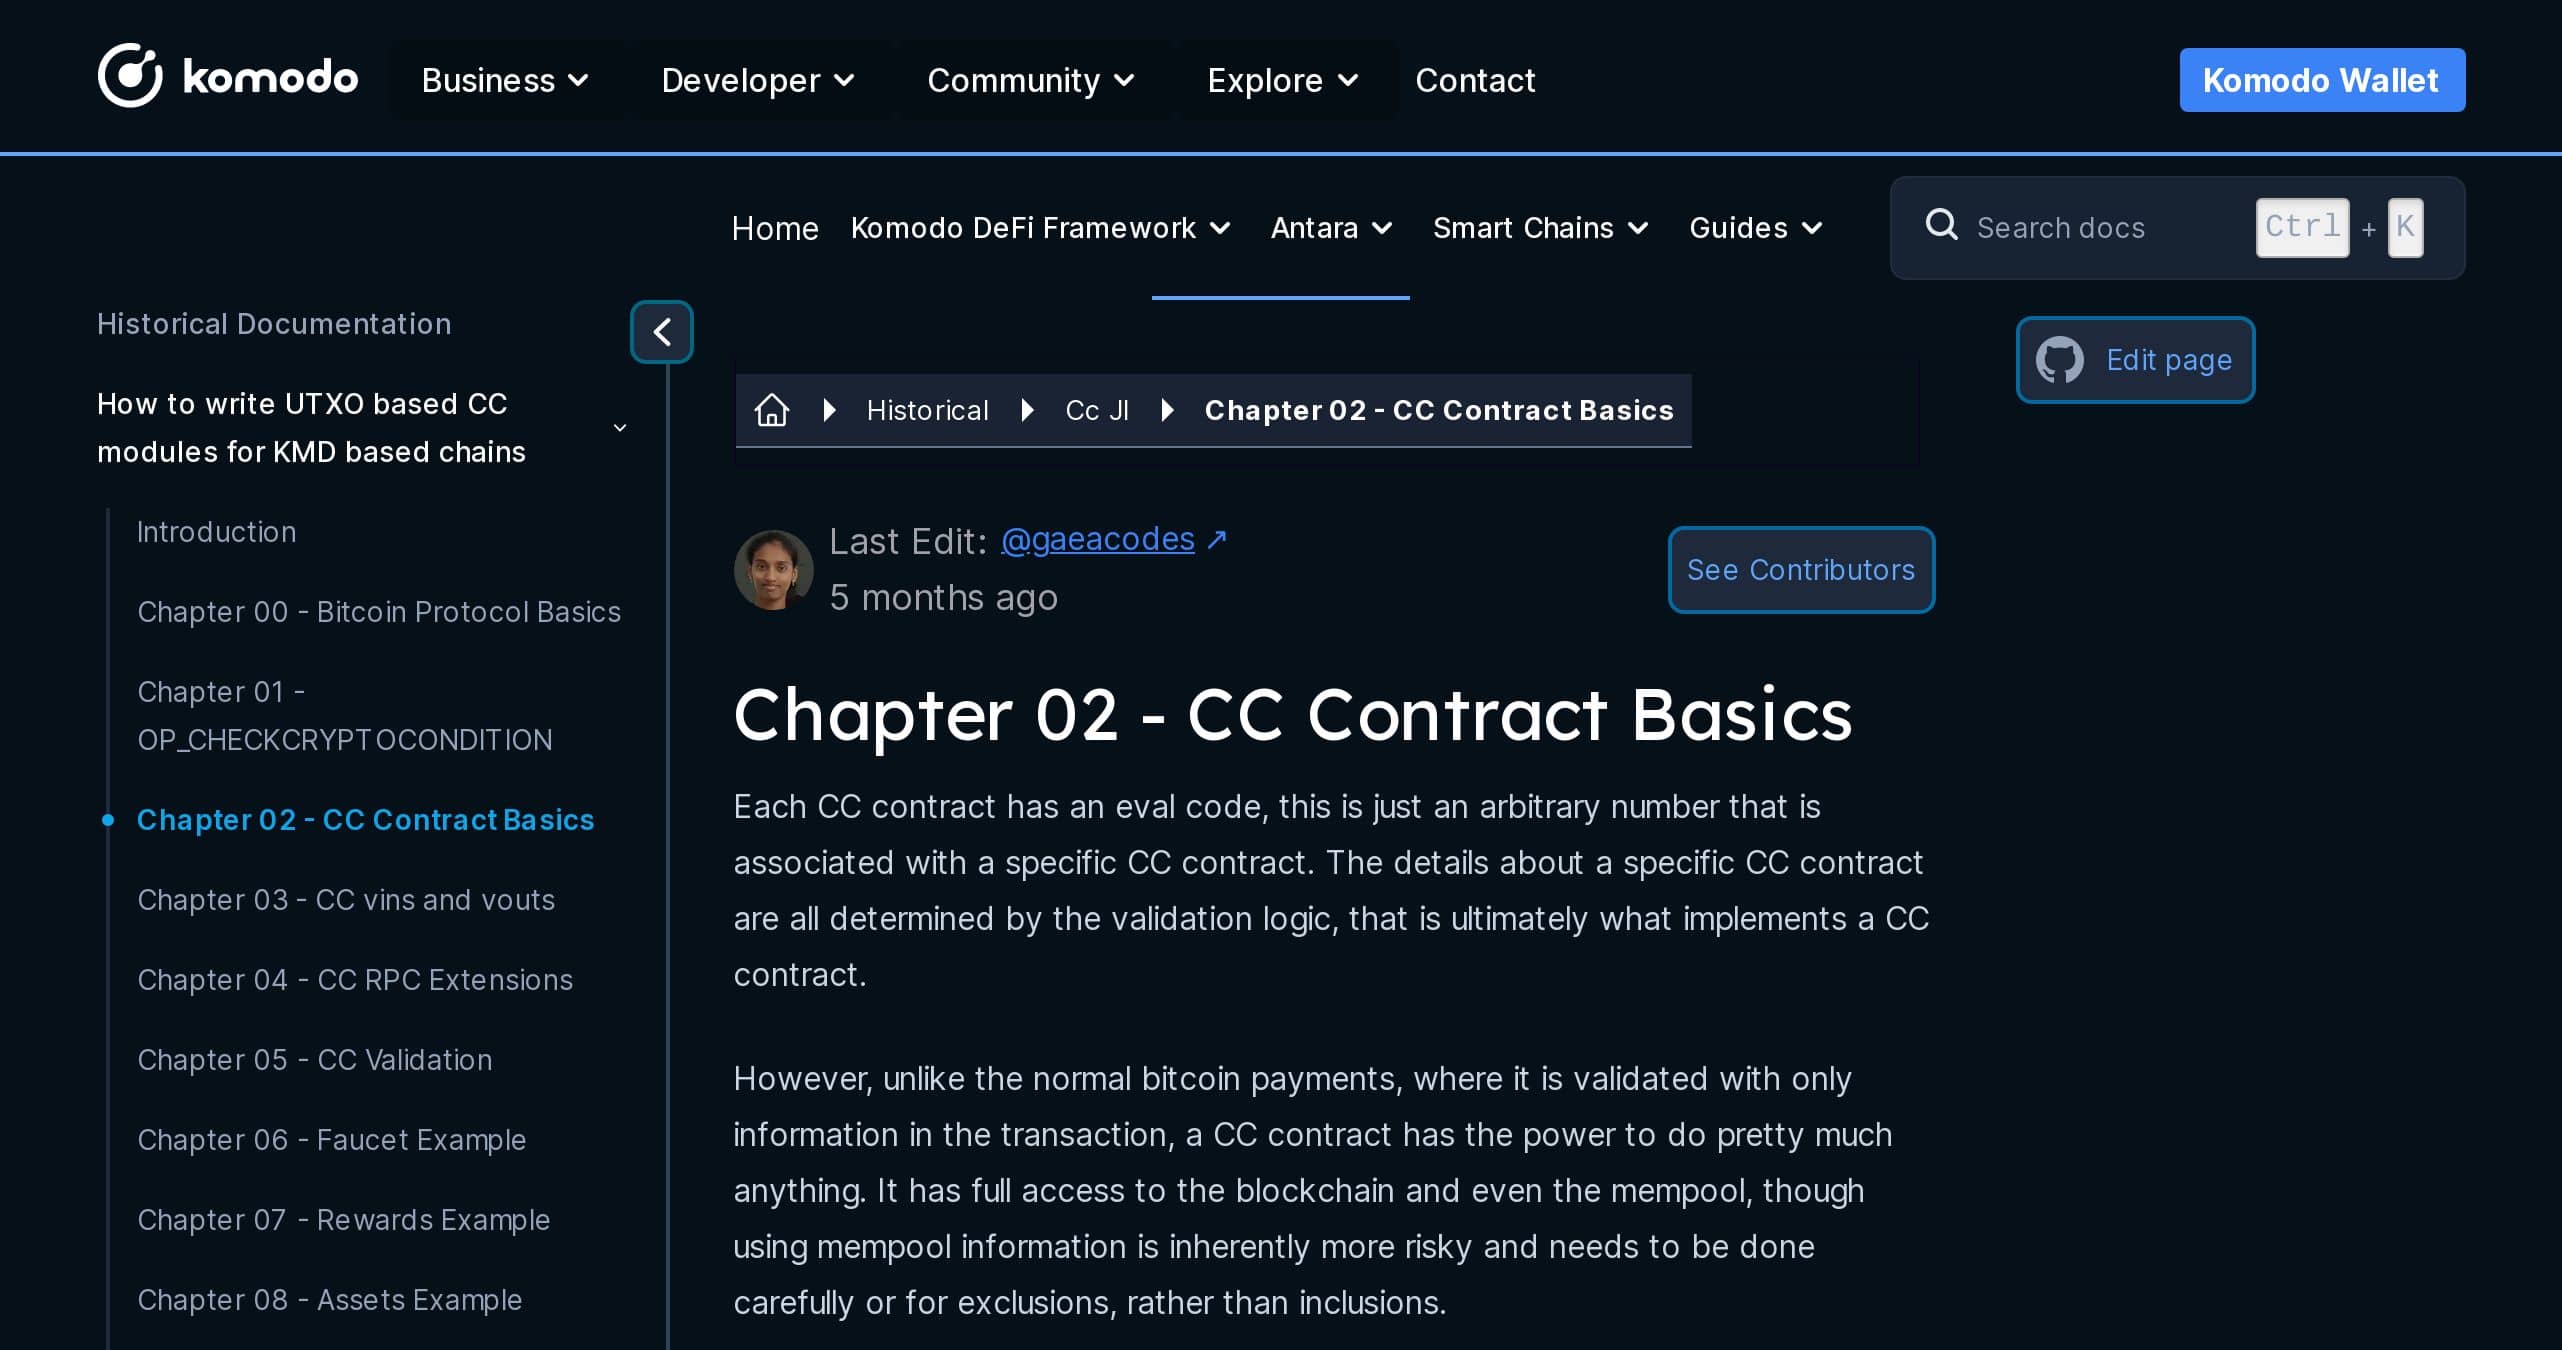 komodo Business Developer Community Explore Contact Komodo Wallet
Home Komodo DeFi Framework Antara Smart Chains Guides Search docs Ctrl + K
Historical Documentation
How to write UTXO based CC
modules for KMD based chains
Introduction
Chapter 00 - Bitcoin Protocol Basics
Chapter 01 -
OP_CHECKCRYPTOCONDITION
Chapter 02 - CC Contract Basics
Chapter 03 - CC vins and vouts
Chapter 04 - CC RPC Extensions
Chapter 05 - CC Validation
Chapter 06 - Faucet Example
Chapter 07 - Rewards Example
Chapter 08 - Assets Example
Edit page
Historical Cc Jl Chapter 02 - CC Contract Basics
Last Edit: @gaeacodes ↗
5 months ago
See Contributors
Chapter 02 - CC Contract Basics
Each CC contract has an eval code, this is just an arbitrary number that is
associated with a specific CC contract. The details about a specific CC contract
are all determined by the validation logic, that is ultimately what implements a CC
contract.
However, unlike the normal bitcoin payments, where it is validated with only
information in the transaction, a CC contract has the power to do pretty much
anything. It has full access to the blockchain and even the mempool, though
using mempool information is inherently more risky and needs to be done
carefully or for exclusions, rather than inclusions.